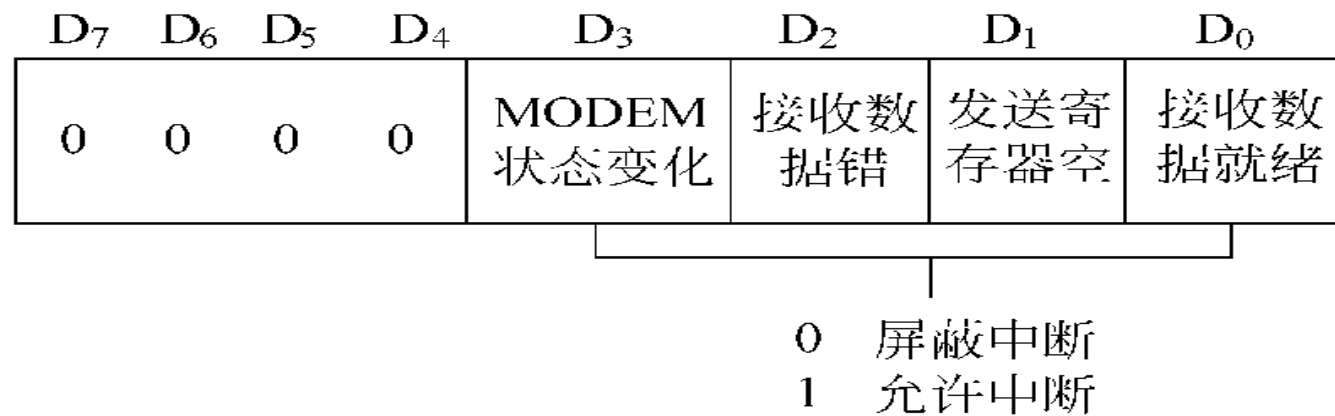 D₇ D₆ D₅ D₄ D₃ D₂ D₁ D₀
0 0 0 0 MODEM 接收数 发送寄 接收数
状态变化 据错 存器空 据就绪
0 屏蔽中断
1 允许中断